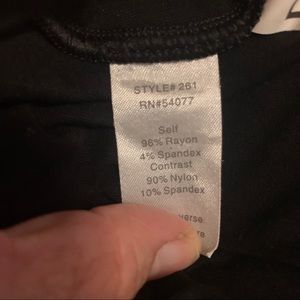 STYLE# 261
RN#54077
Self
96% Rayon
4% Spandex
Contrast
90% Nylon
10% Spandex